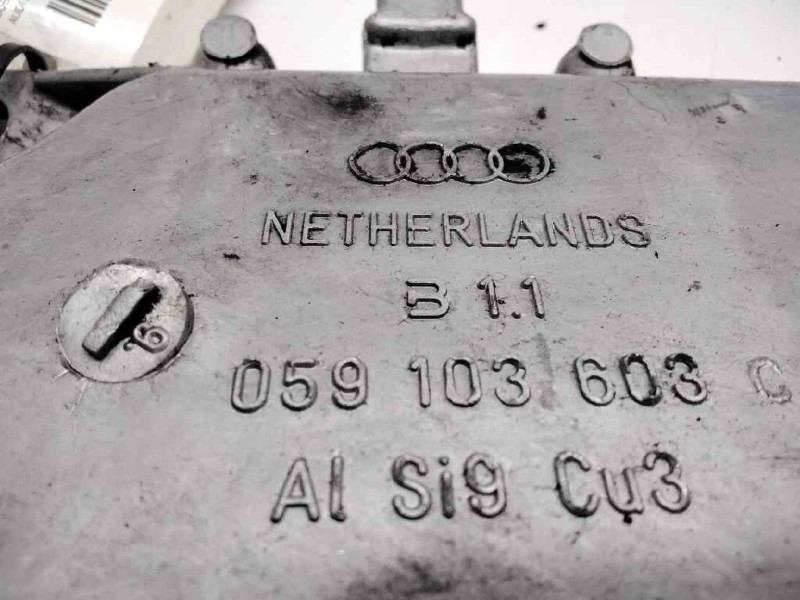 NETHERLANDS
B 1.1
059 103 603 C
Al Si9 Cu3